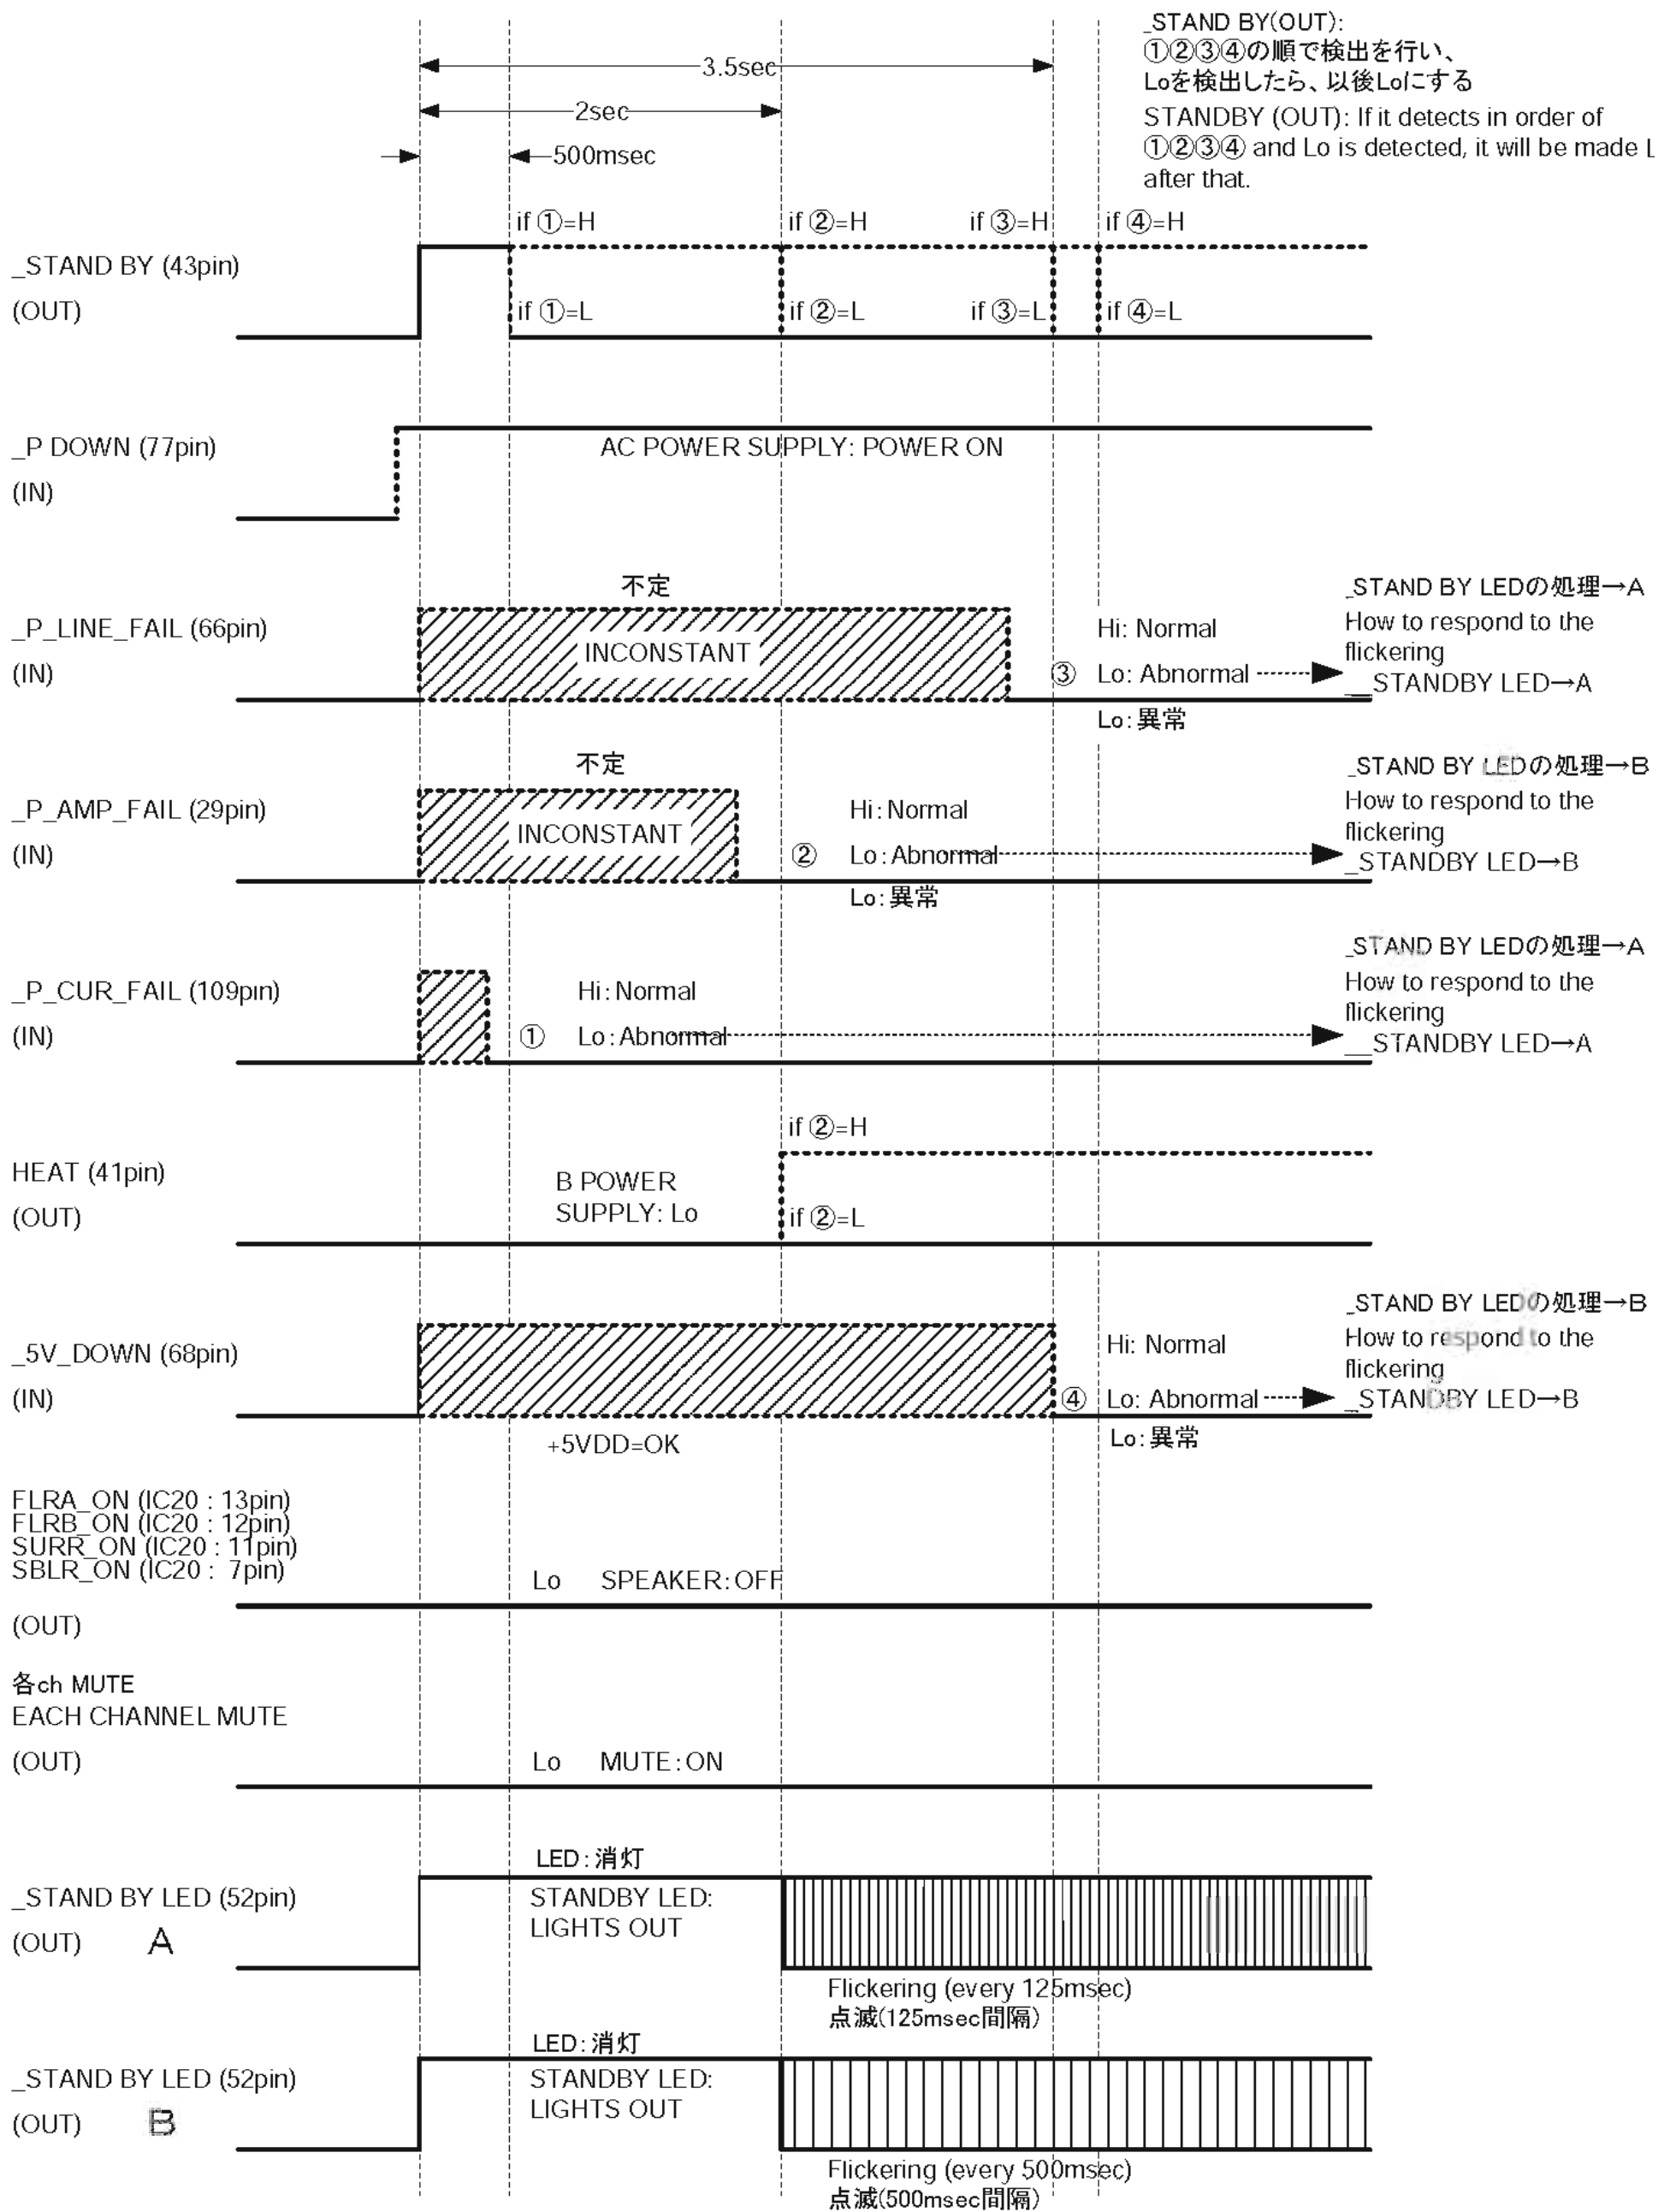 _STAND BY(OUT):
①②③④の順で検出を行い、
Loを検出したら、以後Loにする
STANDBY (OUT): If it detects in order of
①②③④ and Lo is detected, it will be made L
after that.
3.5sec
2sec
500msec
if ①=H
if ②=H
if ③=H
if ④=H
_STAND BY (43pin)
(OUT)
if ①=L
if ②=L
if ③=L
if ④=L
_P DOWN (77pin)
(IN)
AC POWER SUPPLY: POWER ON
不定
_P_LINE_FAIL (66pin)
(IN)
INCONSTANT
③
Hi: Normal
Lo: Abnormal
Lo: 異常
_STAND BY LEDの処理→A
How to respond to the
flickering
__STANDBY LED→A
不定
_P_AMP_FAIL (29pin)
(IN)
INCONSTANT
②
Hi: Normal
Lo: Abnormal
Lo: 異常
_STAND BY LEDの処理→B
How to respond to the
flickering
_STANDBY LED→B
_P_CUR_FAIL (109pin)
(IN)
①
Hi: Normal
Lo: Abnormal
_STAND BY LEDの処理→A
How to respond to the
flickering
__STANDBY LED→A
HEAT (41pin)
(OUT)
B POWER
SUPPLY: Lo
if ②=H
if ②=L
_5V_DOWN (68pin)
(IN)
+5VDD=OK
④
Hi: Normal
Lo: Abnormal
Lo: 異常
_STAND BY LEDの処理→B
How to respond to the
flickering
_STANDBY LED→B
FLRA_ON (IC20 : 13pin)
FLRB_ON (IC20 : 12pin)
SURR_ON (IC20 : 11pin)
SBLR_ON (IC20 : 7pin)
(OUT)
Lo SPEAKER: OFF
各ch MUTE
EACH CHANNEL MUTE
(OUT)
Lo MUTE: ON
LED: 消灯
_STAND BY LED (52pin)
(OUT) A
STANDBY LED:
LIGHTS OUT
Flickering (every 125msec)
点滅(125msec間隔)
LED: 消灯
_STAND BY LED (52pin)
(OUT) B
STANDBY LED:
LIGHTS OUT
Flickering (every 500msec)
点滅(500msec間隔)